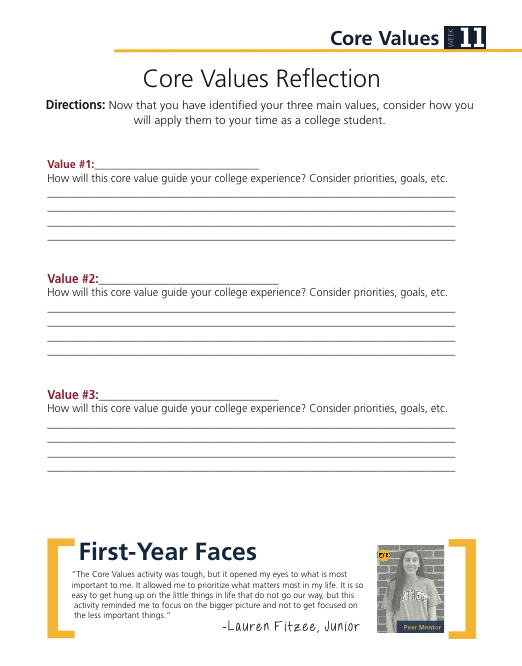 Core Values WEEK 11
Core Values Reflection
Directions: Now that you have identified your three main values, consider how you
will apply them to your time as a college student.
Value #1:____________________________
How will this core value guide your college experience? Consider priorities, goals, etc.
Value #2:____________________________
How will this core value guide your college experience? Consider priorities, goals, etc.
Value #3:____________________________
How will this core value guide your college experience? Consider priorities, goals, etc.
First-Year Faces
“The Core Values activity was tough, but it opened my eyes to what is most
important to me. It allowed me to prioritize what matters most in my life. It is so
easy to get hung up on the little things in life that do not go our way, but this
activity reminded me to focus on the bigger picture and not to get focused on
the less important things.”
-Lauren Fitzee, Junior
FYE
Peer Mentor